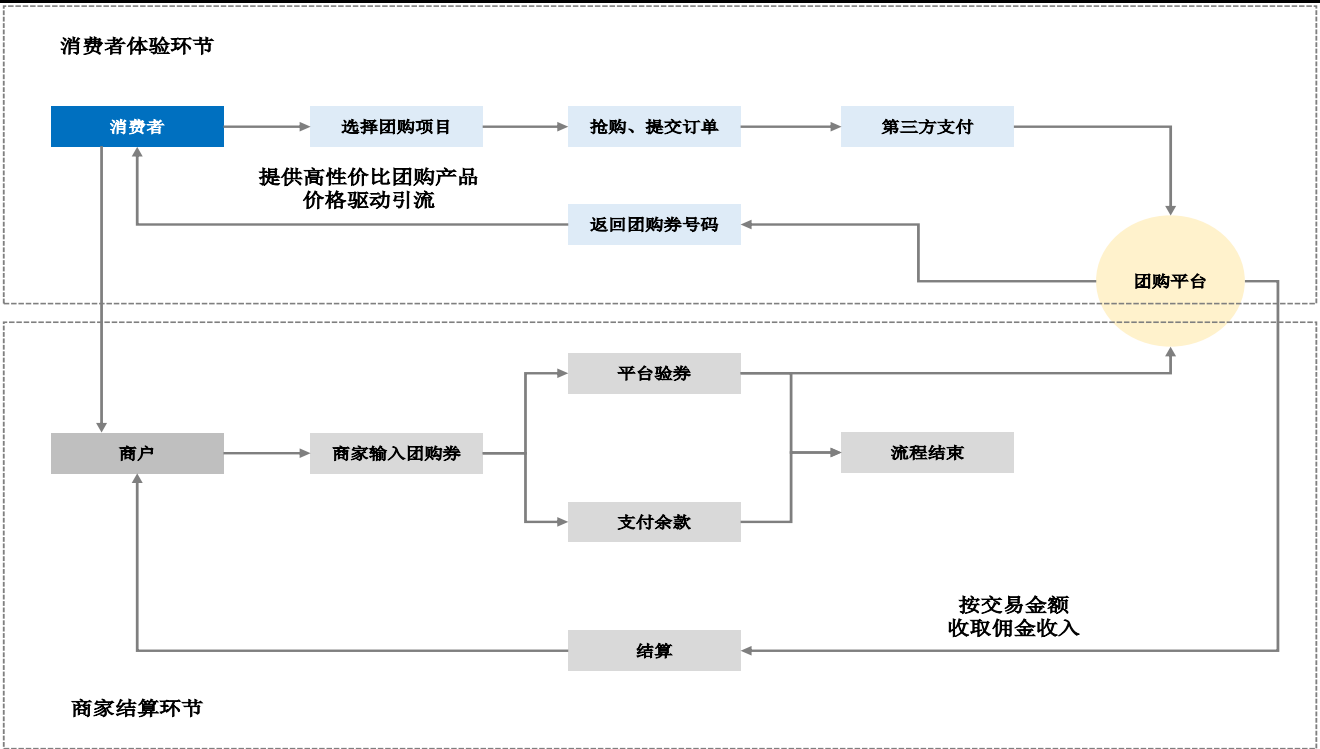 消费者体验环节
消费者
选择团购项目
抢购、提交订单
第三方支付
提供高性价比团购产品
价格驱动引流
返回团购券号码
团购平台
平台验券
商户
商家输入团购券
流程结束
支付余款
按交易金额
收取佣金收入
结算
商家结算环节